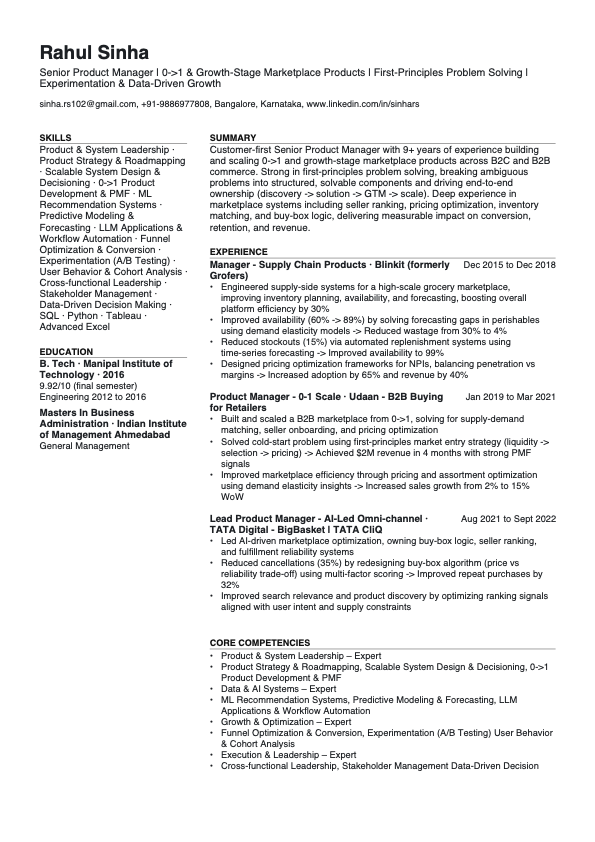 Rahul Sinha
Senior Product Manager | 0->1 & Growth-Stage Marketplace Products | First-Principles Problem Solving |
Experimentation & Data-Driven Growth
sinha.rs102@gmail.com, +91-9886977808, Bangalore, Karnataka, www.linkedin.com/in/sinhars
SKILLS
Product & System Leadership ·
Product Strategy & Roadmapping
· Scalable System Design &
Decisioning · 0->1 Product
Development & PMF · ML
Recommendation Systems ·
Predictive Modeling &
Forecasting · LLM Applications &
Workflow Automation · Funnel
Optimization & Conversion ·
Experimentation (A/B Testing) ·
User Behavior & Cohort Analysis ·
Cross-functional Leadership ·
Stakeholder Management ·
Data-Driven Decision Making ·
SQL · Python · Tableau ·
Advanced Excel
EDUCATION
B. Tech · Manipal Institute of
Technology · 2016
9.92/10 (final semester)
Engineering 2012 to 2016
Masters In Business
Administration · Indian Institute
of Management Ahmedabad
General Management
SUMMARY
Customer-first Senior Product Manager with 9+ years of experience building
and scaling 0->1 and growth-stage marketplace products across B2C and B2B
commerce. Strong in first-principles problem solving, breaking ambiguous
problems into structured, solvable components and driving end-to-end
ownership (discovery -> solution -> GTM -> scale). Deep experience in
marketplace systems including seller ranking, pricing optimization, inventory
matching, and buy-box logic, delivering measurable impact on conversion,
retention, and revenue.
EXPERIENCE
Manager - Supply Chain Products · Blinkit (formerly Dec 2015 to Dec 2018
Grofers)
• Engineered supply-side systems for a high-scale grocery marketplace,
improving inventory planning, availability, and forecasting, boosting overall
platform efficiency by 30%
• Improved availability (60% -> 89%) by solving forecasting gaps in perishables
using demand elasticity models -> Reduced wastage from 30% to 4%
• Reduced stockouts (15%) via automated replenishment systems using
time-series forecasting -> Improved availability to 99%
• Designed pricing optimization frameworks for NPIs, balancing penetration vs
margins -> Increased adoption by 65% and revenue by 40%
Product Manager - 0-1 Scale · Udaan - B2B Buying Jan 2019 to Mar 2021
for Retailers
• Built and scaled a B2B marketplace from 0->1, solving for supply-demand
matching, seller onboarding, and pricing optimization
• Solved cold-start problem using first-principles market entry strategy (liquidity ->
selection -> pricing) -> Achieved $2M revenue in 4 months with strong PMF
signals
• Improved marketplace efficiency through pricing and assortment optimization
using demand elasticity insights -> Increased sales growth from 2% to 15%
WoW
Lead Product Manager - AI-Led Omni-channel · Aug 2021 to Sept 2022
TATA Digital - BigBasket | TATA CliQ
• Led AI-driven marketplace optimization, owning buy-box logic, seller ranking,
and fulfillment reliability systems
• Reduced cancellations (35%) by redesigning buy-box algorithm (price vs
reliability trade-off) using multi-factor scoring -> Improved repeat purchases by
32%
• Improved search relevance and product discovery by optimizing ranking signals
aligned with user intent and supply constraints
CORE COMPETENCIES
• Product & System Leadership – Expert
• Product Strategy & Roadmapping, Scalable System Design & Decisioning, 0->1
Product Development & PMF
• Data & AI Systems – Expert
• ML Recommendation Systems, Predictive Modeling & Forecasting, LLM
Applications & Workflow Automation
• Growth & Optimization – Expert
• Funnel Optimization & Conversion, Experimentation (A/B Testing) User Behavior
& Cohort Analysis
• Execution & Leadership – Expert
• Cross-functional Leadership, Stakeholder Management Data-Driven Decision